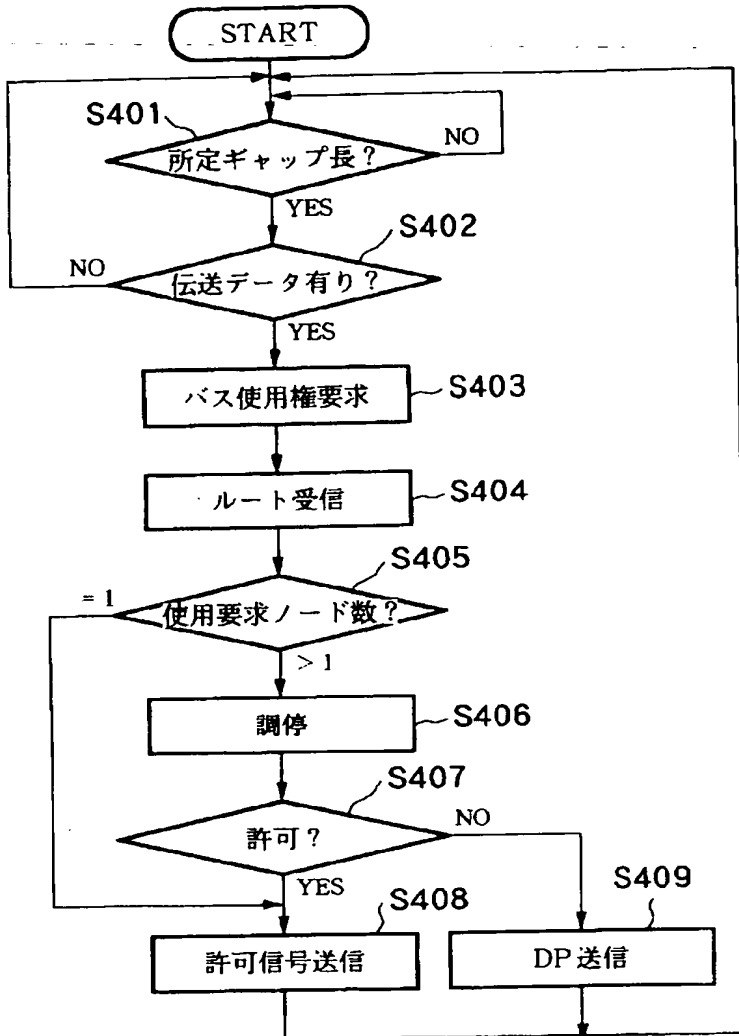 START
S401
所定ギャップ長?
NO
YES
S402
NO
伝送データ有り?
YES
バス使用権要求
S403
ルート受信
S404
S405
= 1
使用要求ノード数?
> 1
調停
S406
S407
許可?
NO
YES
S408
S409
許可信号送信
DP送信